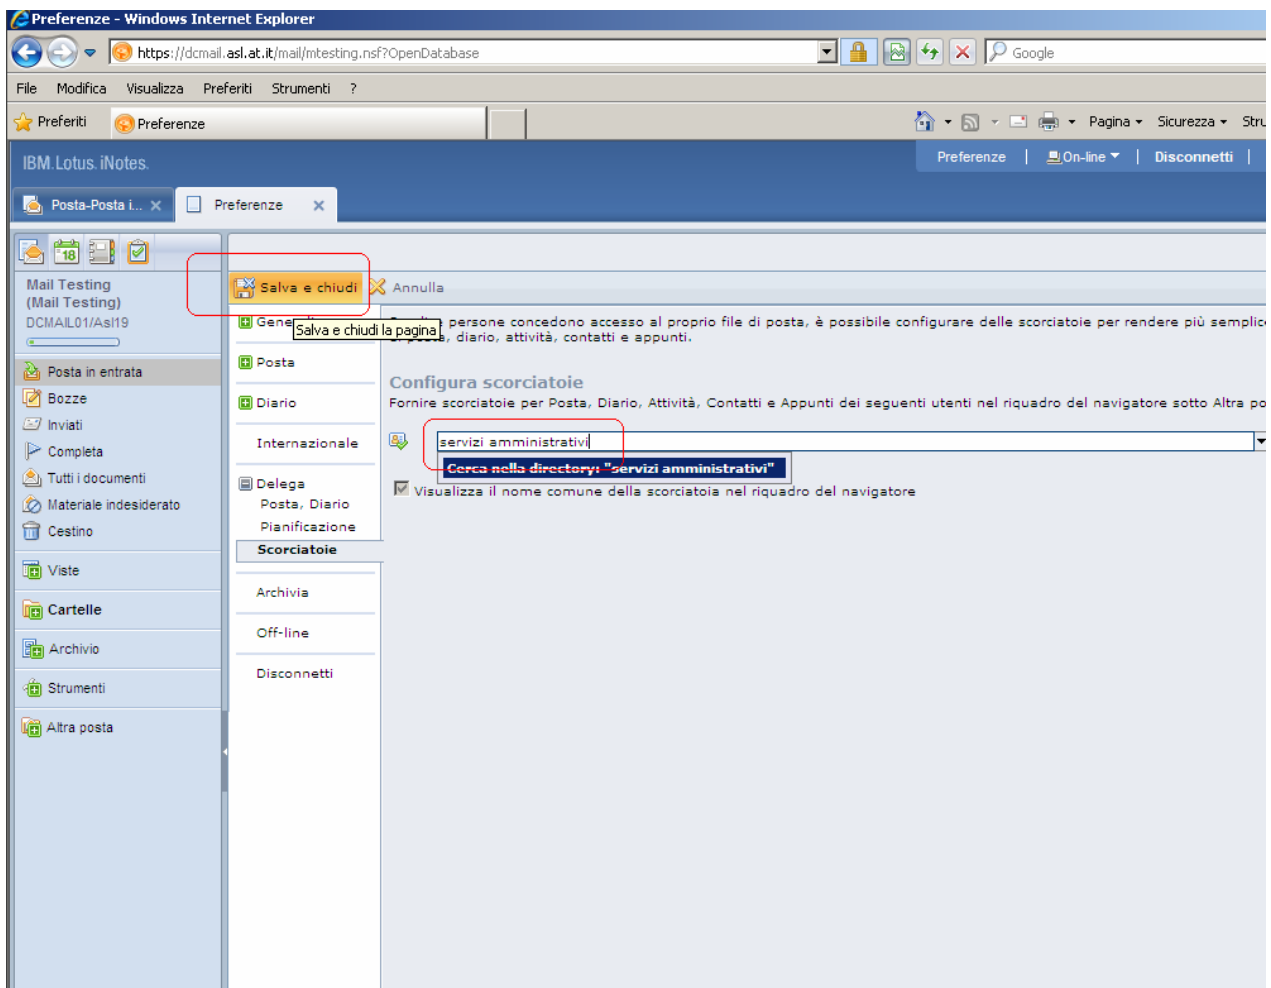 Preferenze - Windows Internet Explorer
https://dcmail.asl.at.it/mail/mtesting.nsf?OpenDatabase
Google
File Modifica Visualizza Preferiti Strumenti ?
Preferiti Preferenze
Pagina Sicurezza Stru
IBM.Lotus.iNotes.
Preferenze | On-line | Disconnetti |
Posta-Posta i... Preferenze
18
Mail Testing
(Mail Testing)
DCMAIL01/Asl19
Posta in entrata
Bozze
Inviati
Completa
Tutti i documenti
Materiale indesiderato
Cestino
Viste
Cartelle
Archivio
Strumenti
Altra posta
Salva e chiudi Annulla
Salva e chiudi la pagina
Gene
Posta
Diario
Internazionale
Delega
Posta, Diario
Pianificazione
Scorciatoie
Archivia
Off-line
Disconnetti
persone concedono accesso al proprio file di posta, è possibile configurare delle scorciatoie per rendere più semplic
diario, attività, contatti e appunti.
Configura scorciatoie
Fornire scorciatoie per Posta, Diario, Attività, Contatti e Appunti dei seguenti utenti nel riquadro del navigatore sotto Altra po
servizi amministrativi
Cerca nella directory: "servizi amministrativi"
Visualizza il nome comune della scorciatoia nel riquadro del navigatore